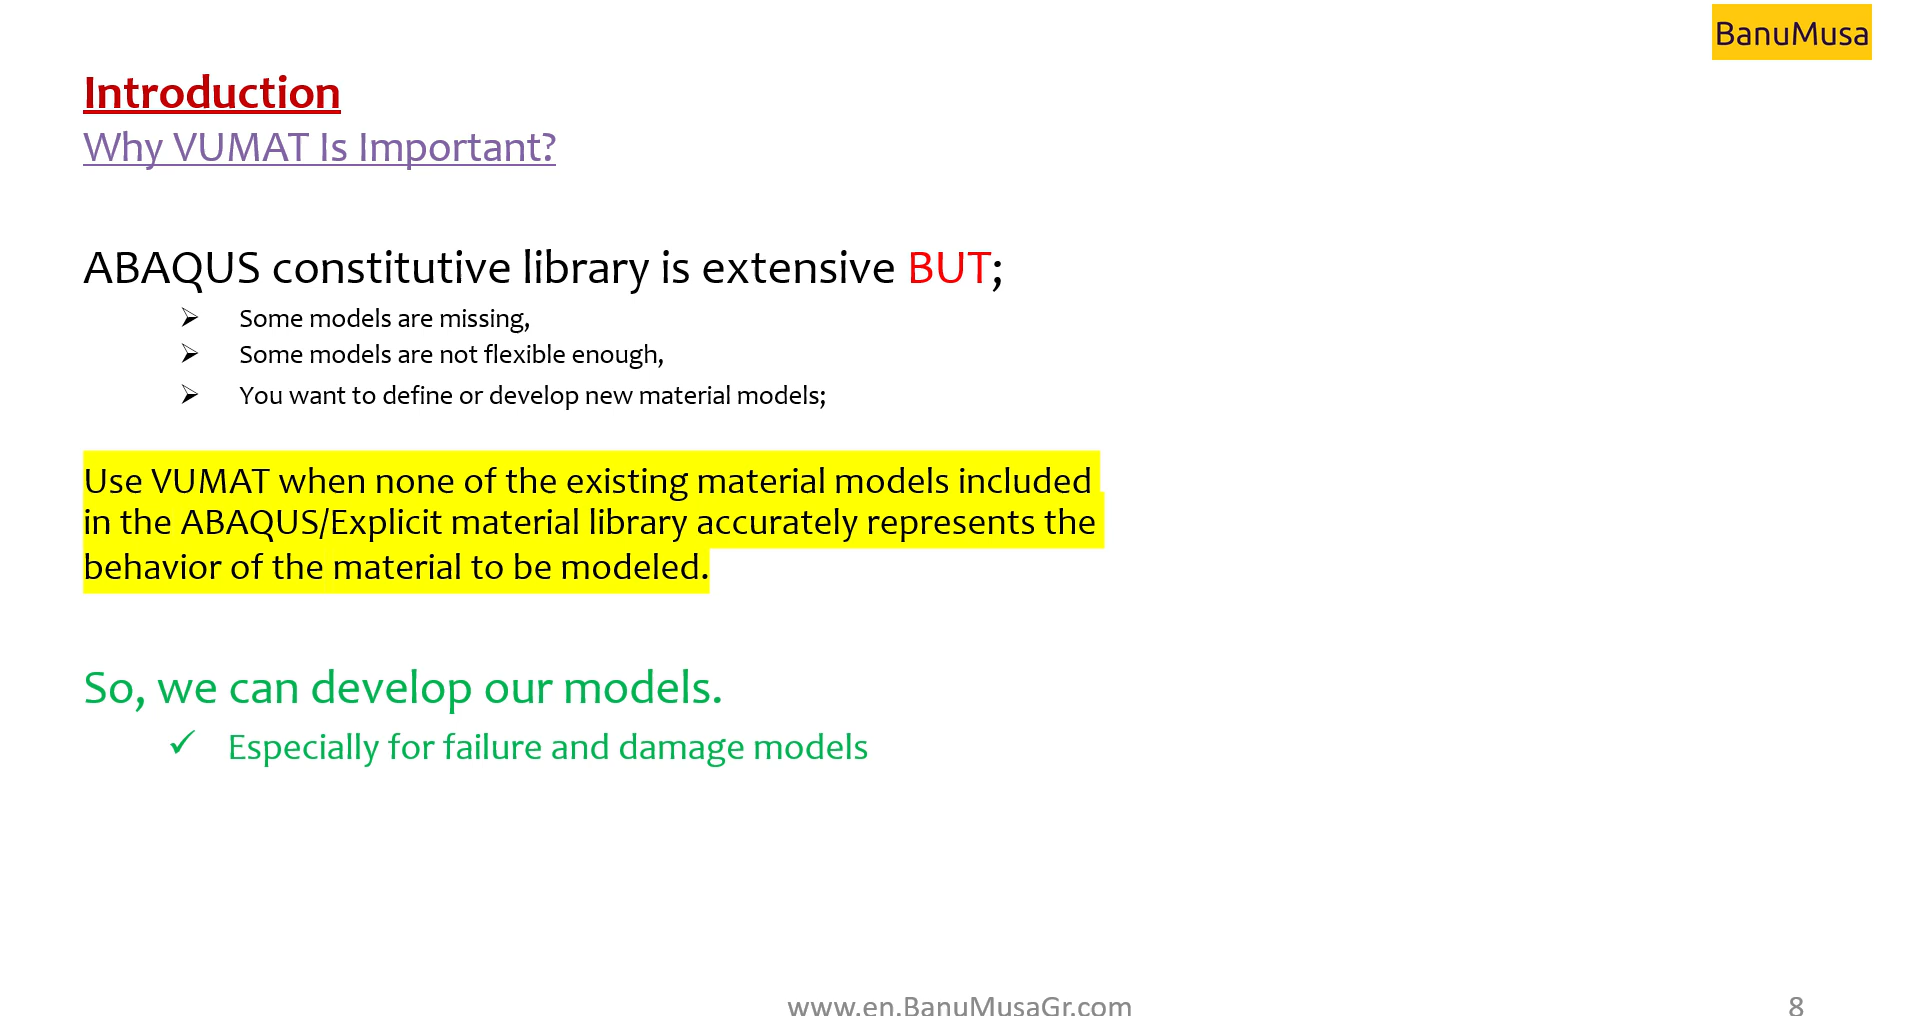 BanuMusa
Introduction
Why VUMAT Is Important?
ABAQUS constitutive library is extensive BUT;
➢ Some models are missing,
➢ Some models are not flexible enough,
➢ You want to define or develop new material models;
Use VUMAT when none of the existing material models included
in the ABAQUS/Explicit material library accurately represents the
behavior of the material to be modeled.
So, we can develop our models.
✓ Especially for failure and damage models
www.en.BanuMusaGr.com
8